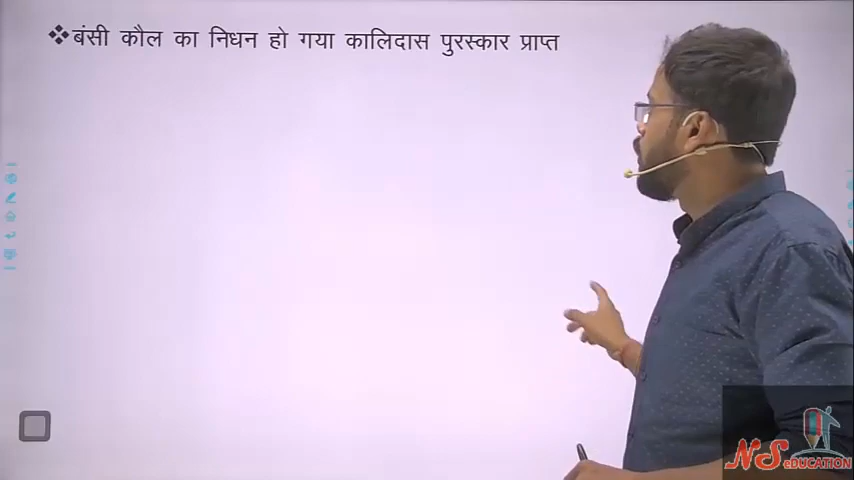 ❖बंसी कौल का निधन हो गया कालिदास पुरस्कार प्राप्त
NS eDUCATiON